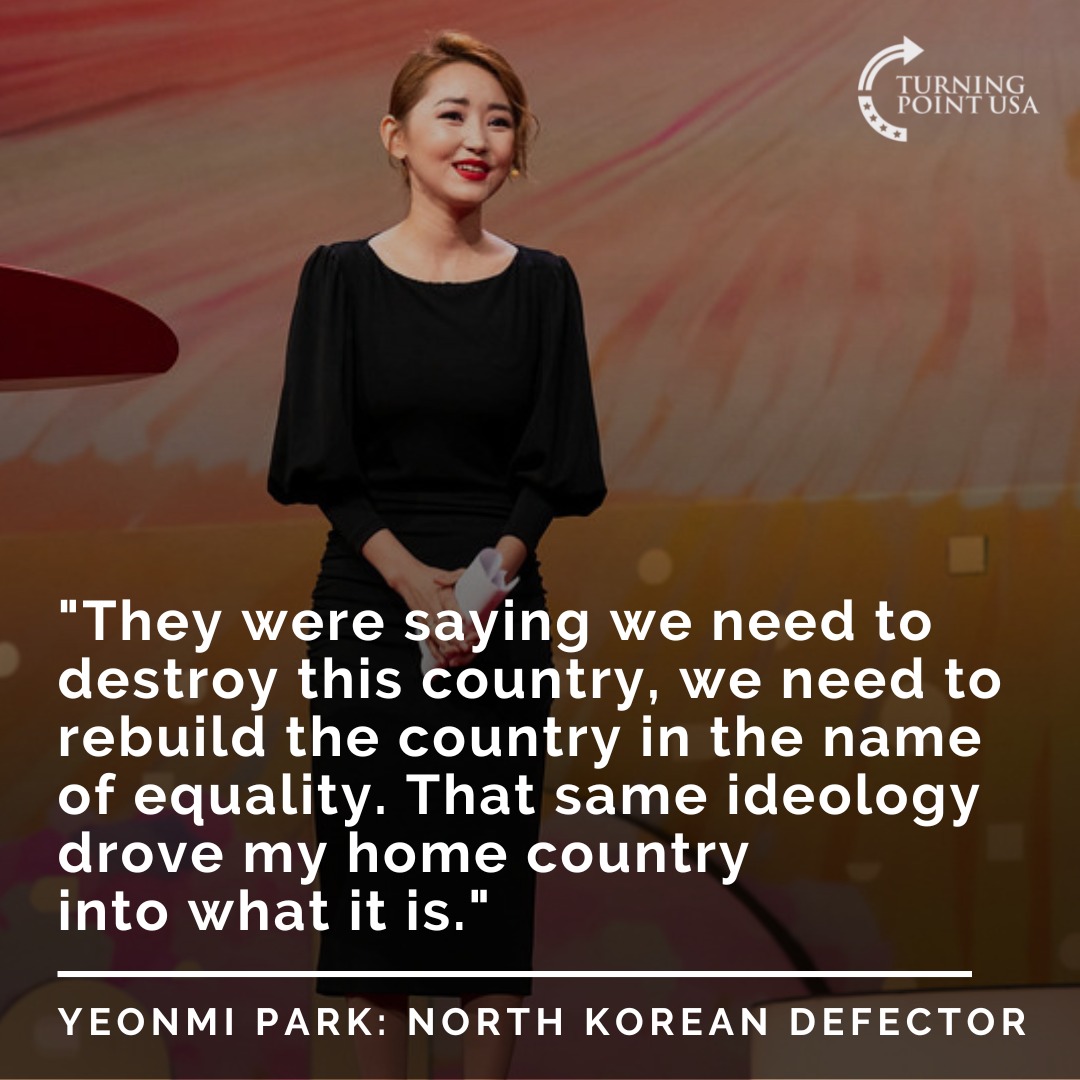 TURNING
POINT USA
"They were saying we need to
destroy this country, we need to
rebuild the country in the name
of equality. That same ideology
drove my home country
into what it is."
YEONMI PARK: NORTH KOREAN DEFECTOR